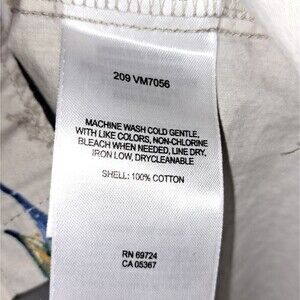 209 VM7056
MACHINE WASH COLD GENTLE,
WITH LIKE COLORS, NON-CHLORINE
BLEACH WHEN NEEDED, LINE DRY,
IRON LOW, DRYCLEANABLE
SHELL: 100% COTTON
RN 69724
CA 05367